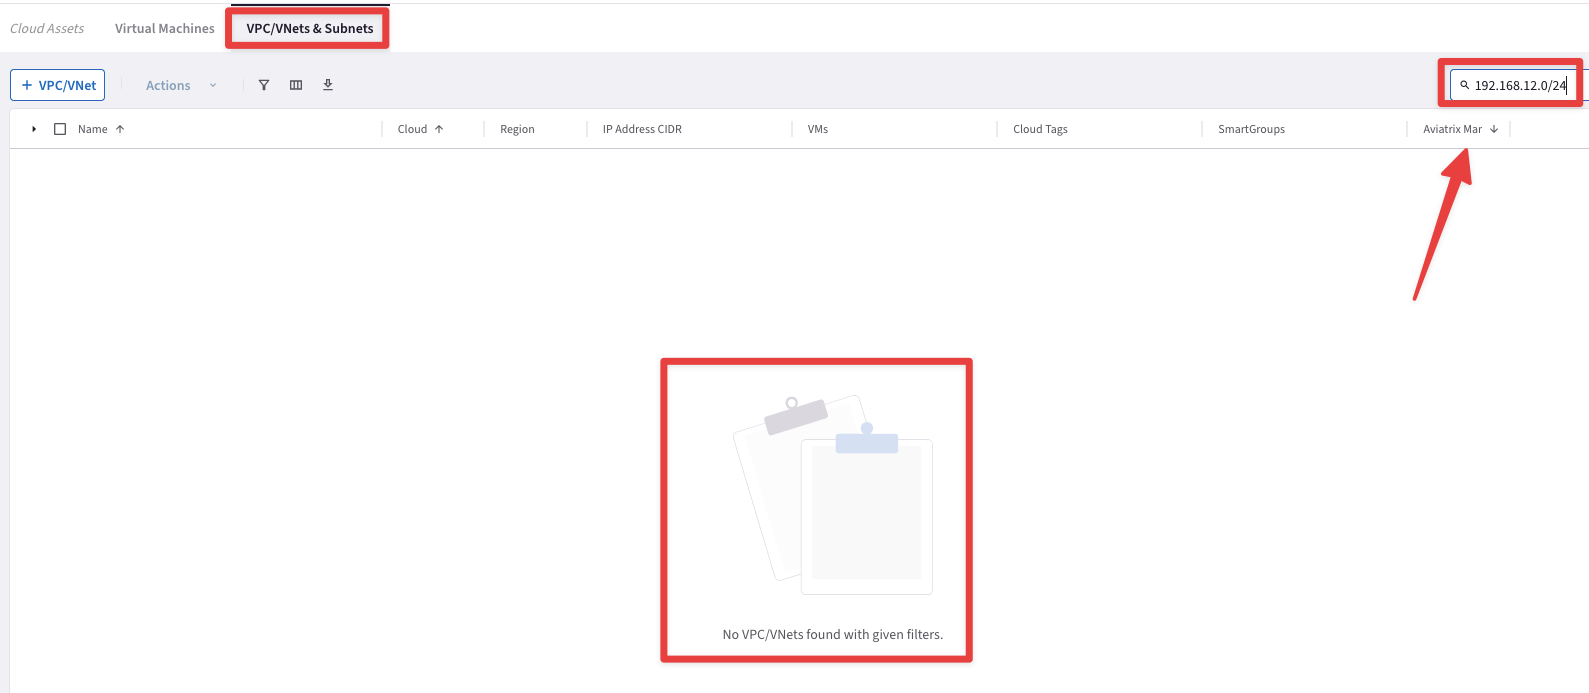 Cloud Assets Virtual Machines VPC/VNets & Subnets
+ VPC/VNet Actions 192.168.12.0/24
Name Cloud Region IP Address CIDR VMs Cloud Tags SmartGroups Aviatrix Mar
No VPC/VNets found with given filters.